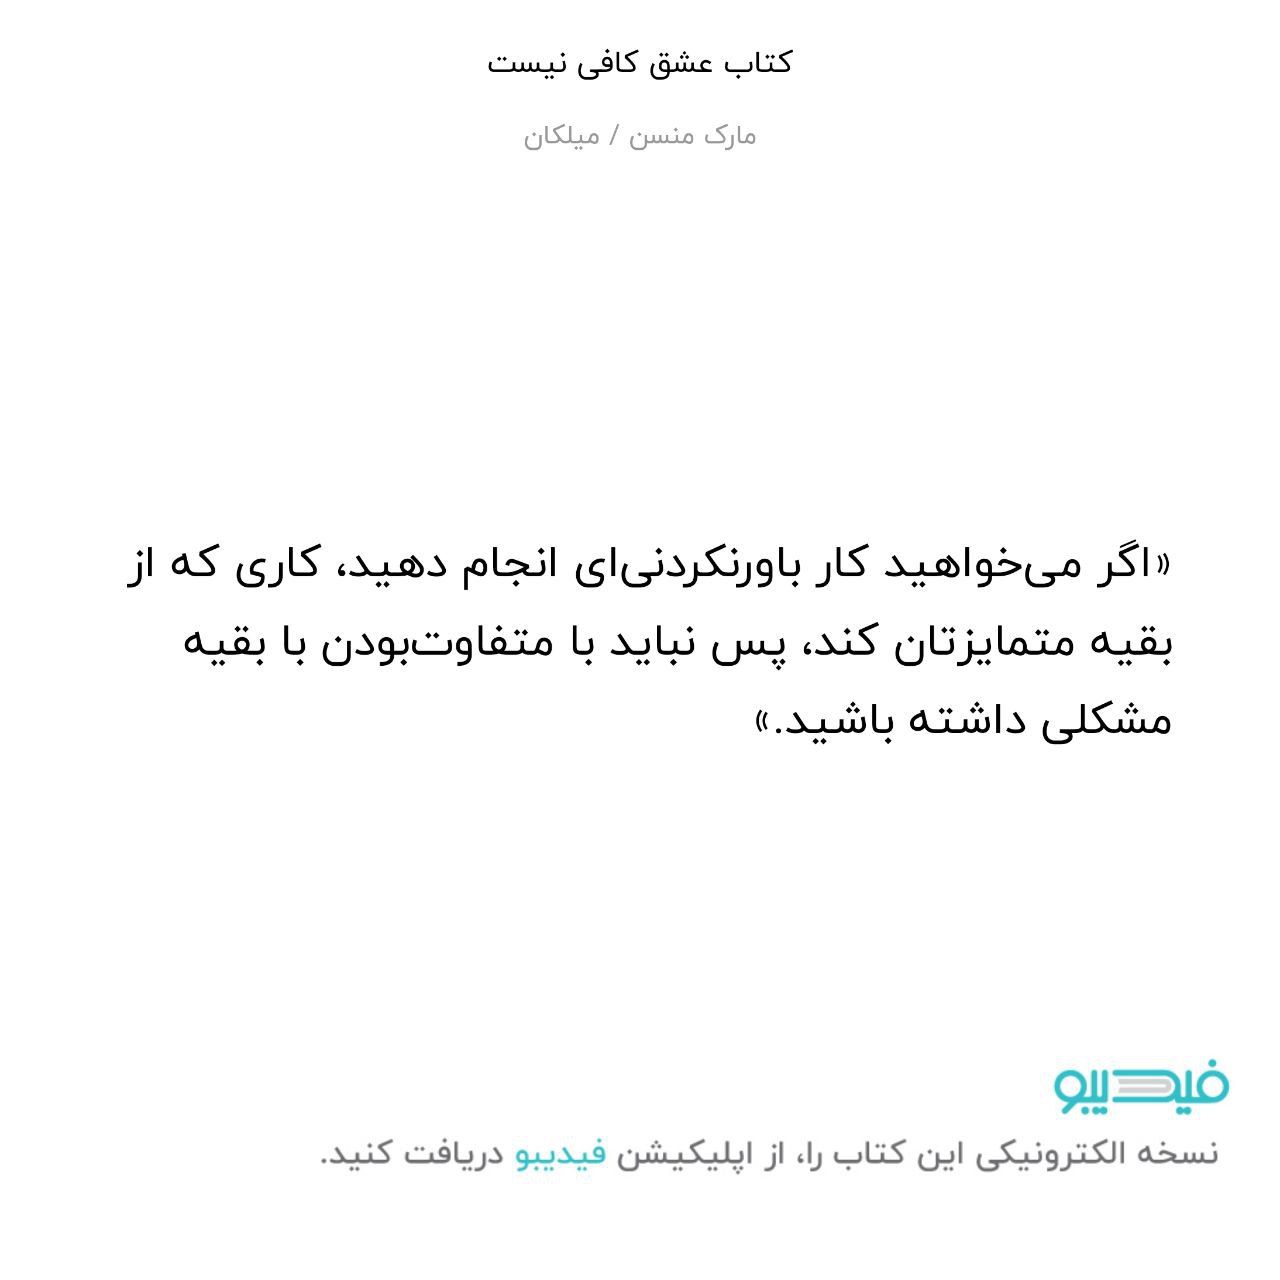 کتاب عشق کافی نیست
مارک منسن / میلکان
«اگر می‌خواهید کار باورنکردنی‌ای انجام دهید، کاری که از
بقیه متمایزتان کند، پس نباید با متفاوت‌بودن با بقیه
مشکلی داشته باشید.»
فیدیبو
نسخه الکترونیکی این کتاب را، از اپلیکیشن فیدیبو دریافت کنید.